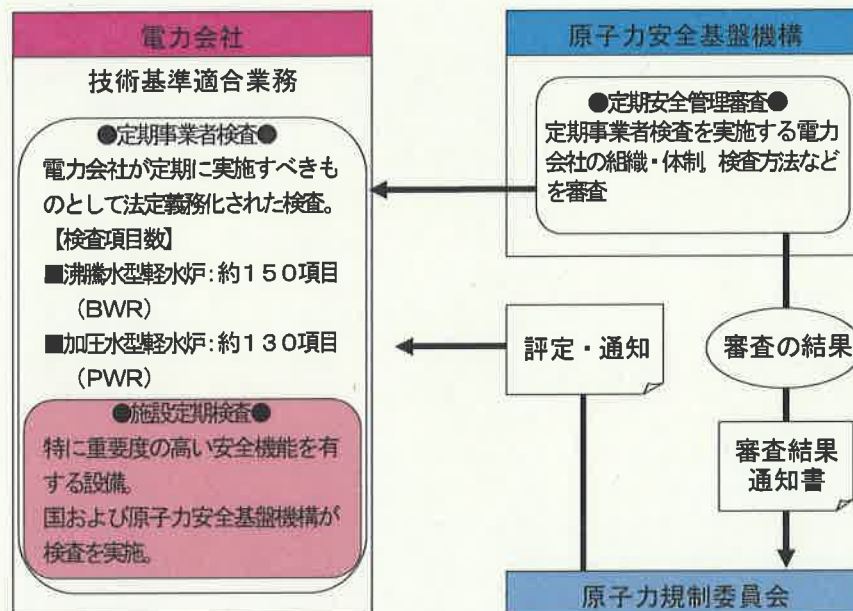 電力会社
技術基準適合業務
●定期事業者検査●
電力会社が定期に実施すべきも
のとして法定義務化された検査。
【検査項目数】
■沸騰水型軽水炉:約150項目
(BWR)
■加圧水型軽水炉:約130項目
(PWR)
●施設定期検査●
特に重要度の高い安全機能を有
する設備。
国および原子力安全基盤機構が
検査を実施。
原子力安全基盤機構
●定期安全管理審査●
定期事業者検査を実施する電力
会社の組織・体制,検査方法など
を審査
評定・通知
審査の結果
審査結果
通知書
原子力規制委員会